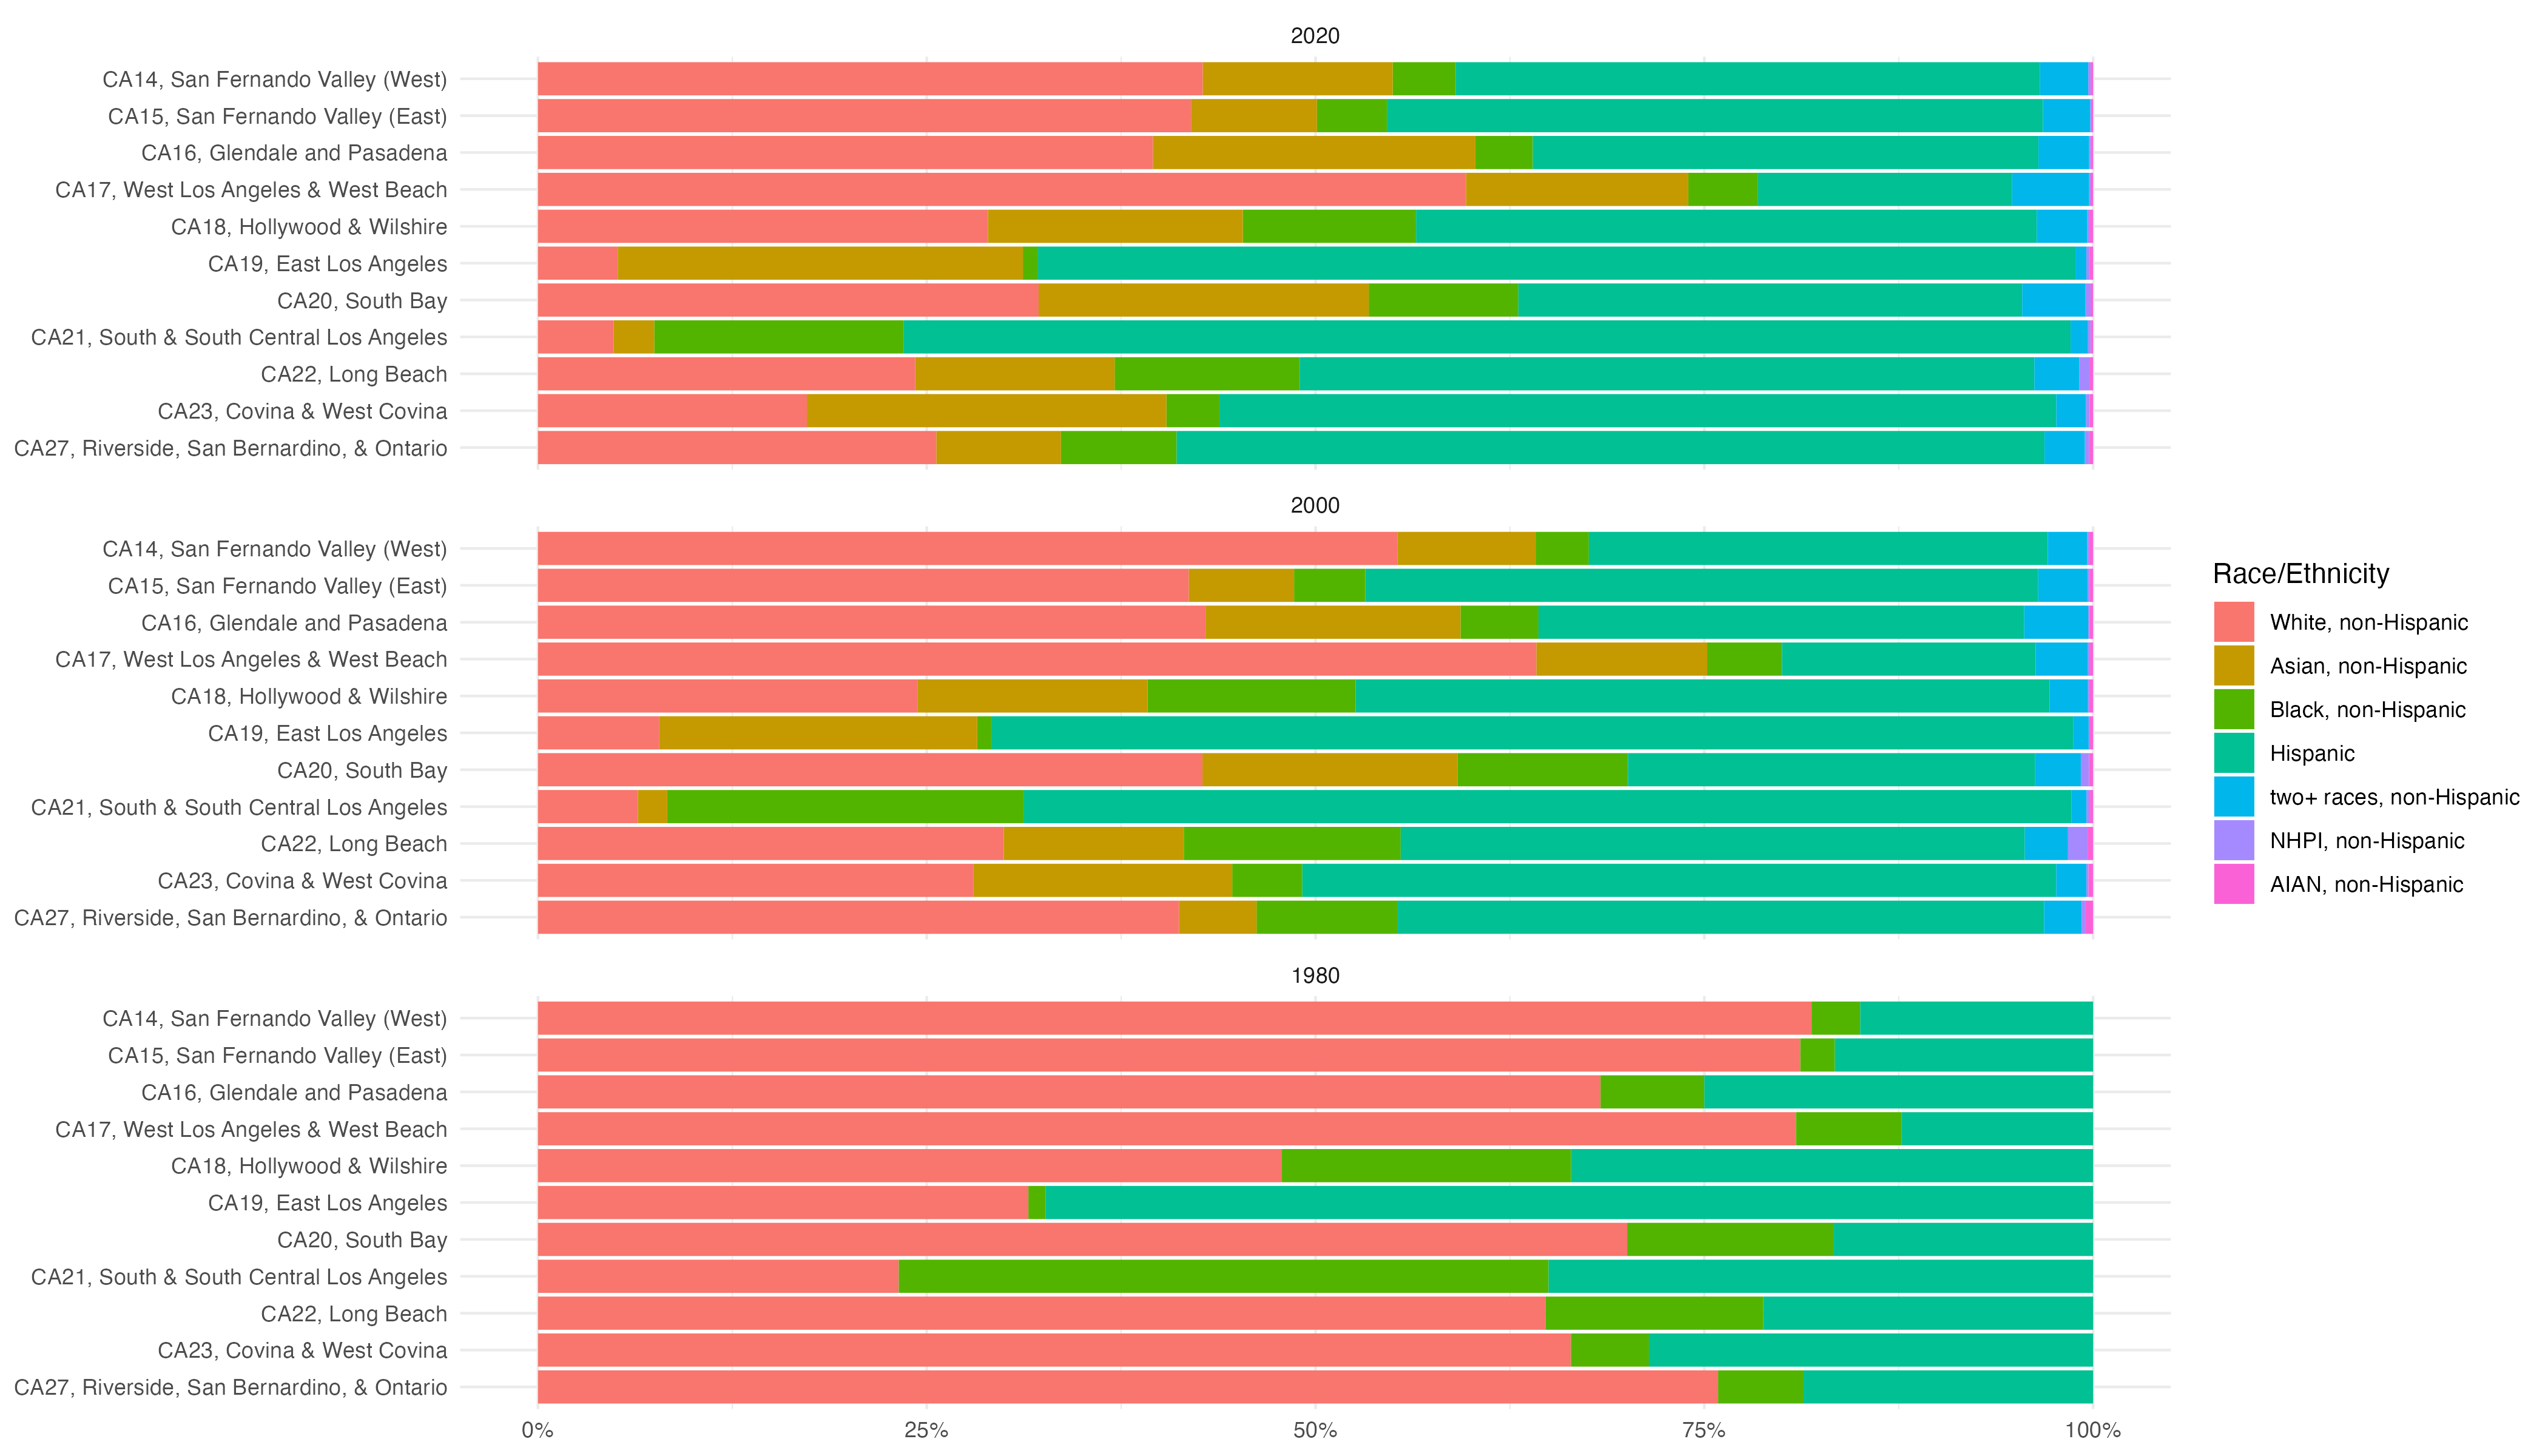 2020
CA14, San Fernando Valley (West)
CA15, San Fernando Valley (East)
CA16, Glendale and Pasadena
CA17, West Los Angeles & West Beach
CA18, Hollywood & Wilshire
CA19, East Los Angeles
CA20, South Bay
CA21, South & South Central Los Angeles
CA22, Long Beach
CA23, Covina & West Covina
CA27, Riverside, San Bernardino, & Ontario
2000
CA14, San Fernando Valley (West)
CA15, San Fernando Valley (East)
CA16, Glendale and Pasadena
CA17, West Los Angeles & West Beach
CA18, Hollywood & Wilshire
CA19, East Los Angeles
CA20, South Bay
CA21, South & South Central Los Angeles
CA22, Long Beach
CA23, Covina & West Covina
CA27, Riverside, San Bernardino, & Ontario
1980
CA14, San Fernando Valley (West)
CA15, San Fernando Valley (East)
CA16, Glendale and Pasadena
CA17, West Los Angeles & West Beach
CA18, Hollywood & Wilshire
CA19, East Los Angeles
CA20, South Bay
CA21, South & South Central Los Angeles
CA22, Long Beach
CA23, Covina & West Covina
CA27, Riverside, San Bernardino, & Ontario
0% 25% 50% 75% 100%
Race/Ethnicity
White, non-Hispanic
Asian, non-Hispanic
Black, non-Hispanic
Hispanic
two+ races, non-Hispanic
NHPI, non-Hispanic
AIAN, non-Hispanic